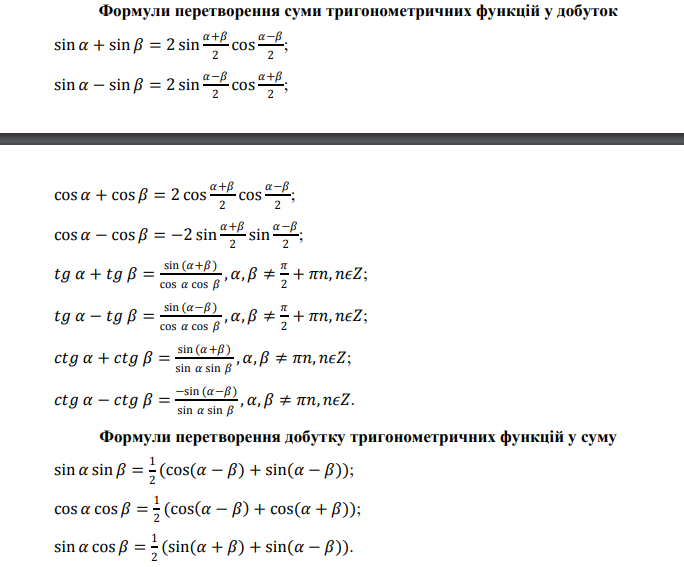 Формули перетворення суми тригонометричних функцій у добуток
sin α + sin β = 2 sin (α+β)/2 cos (α−β)/2;
sin α − sin β = 2 sin (α−β)/2 cos (α+β)/2;
cos α + cos β = 2 cos (α+β)/2 cos (α−β)/2;
cos α − cos β = −2 sin (α+β)/2 sin (α−β)/2;
tg α + tg β = sin (α+β)/(cos α cos β), α, β ≠ π/2 + πn, nϵZ;
tg α − tg β = sin (α−β)/(cos α cos β), α, β ≠ π/2 + πn, nϵZ;
ctg α + ctg β = sin (α+β)/(sin α sin β), α, β ≠ πn, nϵZ;
ctg α − ctg β = −sin (α−β)/(sin α sin β), α, β ≠ πn, nϵZ.
Формули перетворення добутку тригонометричних функцій у суму
sin α sin β = 1/2 (cos(α − β) + sin(α − β));
cos α cos β = 1/2 (cos(α − β) + cos(α + β));
sin α cos β = 1/2 (sin(α + β) + sin(α − β)).